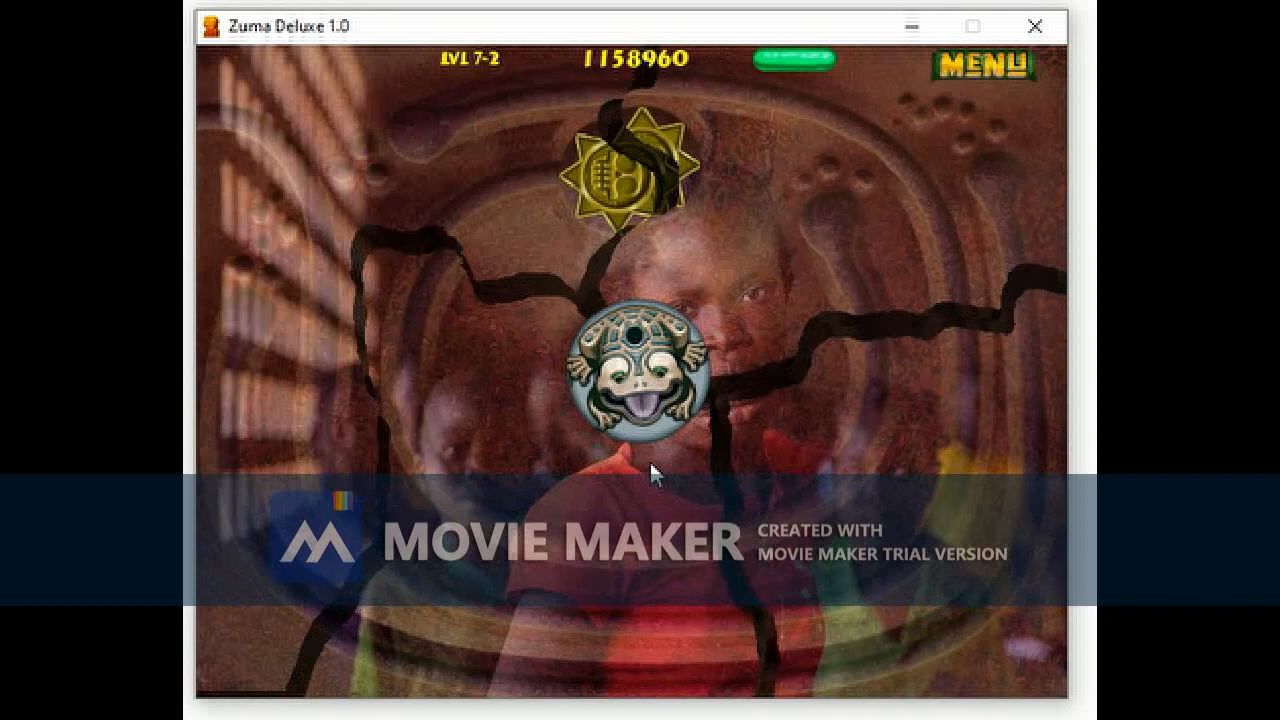 Zuma Deluxe 1.0
LVL 7-2
1158960
MENU
MOVIE MAKER
CREATED WITH
MOVIE MAKER TRIAL VERSION